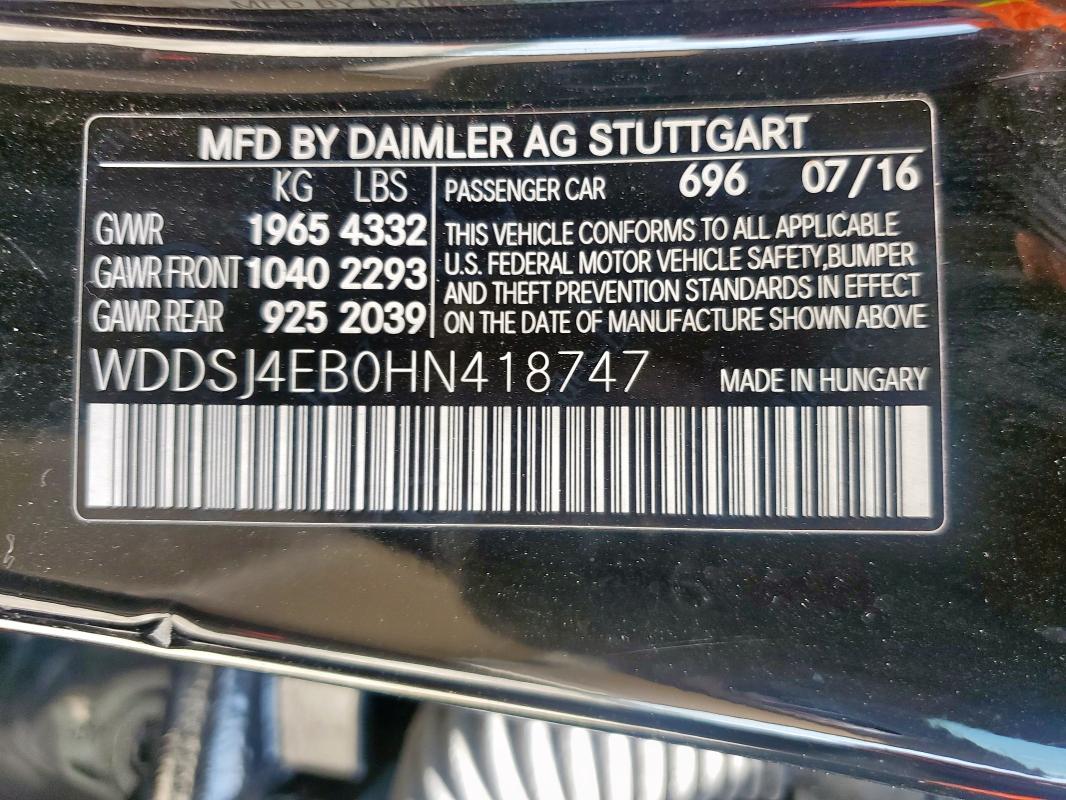 MFD BY DAIMLER AG STUTTGART
KG LBS
GVWR 1965 4332
GAWR FRONT 1040 2293
GAWR REAR 925 2039
PASSENGER CAR 696 07/16
THIS VEHICLE CONFORMS TO ALL APPLICABLE
U.S. FEDERAL MOTOR VEHICLE SAFETY,BUMPER
AND THEFT PREVENTION STANDARDS IN EFFECT
ON THE DATE OF MANUFACTURE SHOWN ABOVE
WDDSJ4EB0HN418747 MADE IN HUNGARY